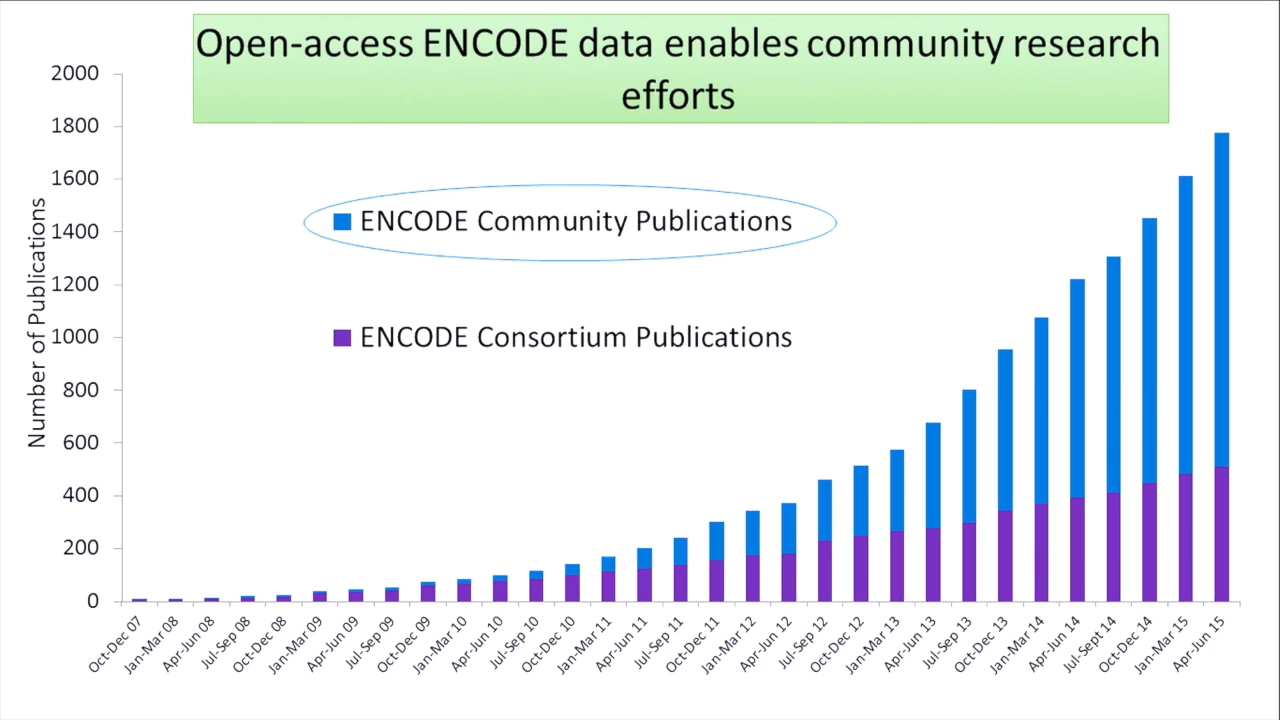 Open-access ENCODE data enables community research
efforts
2000
1800
1600
1400
1200
1000
800
600
400
200
0
Number of Publications
ENCODE Community Publications
ENCODE Consortium Publications
Oct-Dec 07
Jan-Mar 08
Apr-Jun 08
Jul-Sep 08
Oct-Dec 08
Jan-Mar 09
Apr-Jun 09
Jul-Sep 09
Oct-Dec 09
Jan-Mar 10
Apr-Jun 10
Jul-Sep 10
Oct-Dec 10
Jan-Mar 11
Apr-Jun 11
Jul-Sep 11
Oct-Dec 11
Jan-Mar 12
Apr-Jun 12
Jul-Sep 12
Oct-Dec 12
Jan-Mar 13
Apr-Jun 13
Jul-Sep 13
Oct-Dec 13
Jan-Mar 14
Apr-Jun 14
Jul-Sept 14
Oct-Dec 14
Jan-Mar 15
Apr-Jun 15